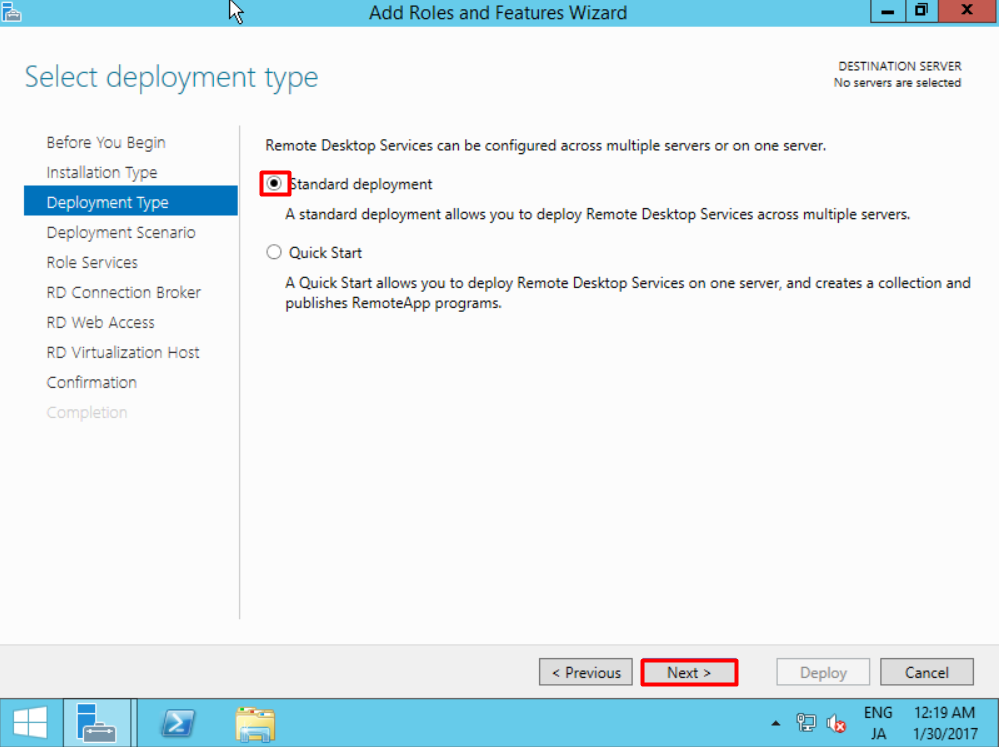 Add Roles and Features Wizard
Select deployment type
DESTINATION SERVER
No servers are selected
Before You Begin
Installation Type
Deployment Type
Deployment Scenario
Role Services
RD Connection Broker
RD Web Access
RD Virtualization Host
Confirmation
Completion
Remote Desktop Services can be configured across multiple servers or on one server.
Standard deployment
A standard deployment allows you to deploy Remote Desktop Services across multiple servers.
Quick Start
A Quick Start allows you to deploy Remote Desktop Services on one server, and creates a collection and
publishes RemoteApp programs.
< Previous
Next >
Deploy
Cancel
ENG
JA
12:19 AM
1/30/2017